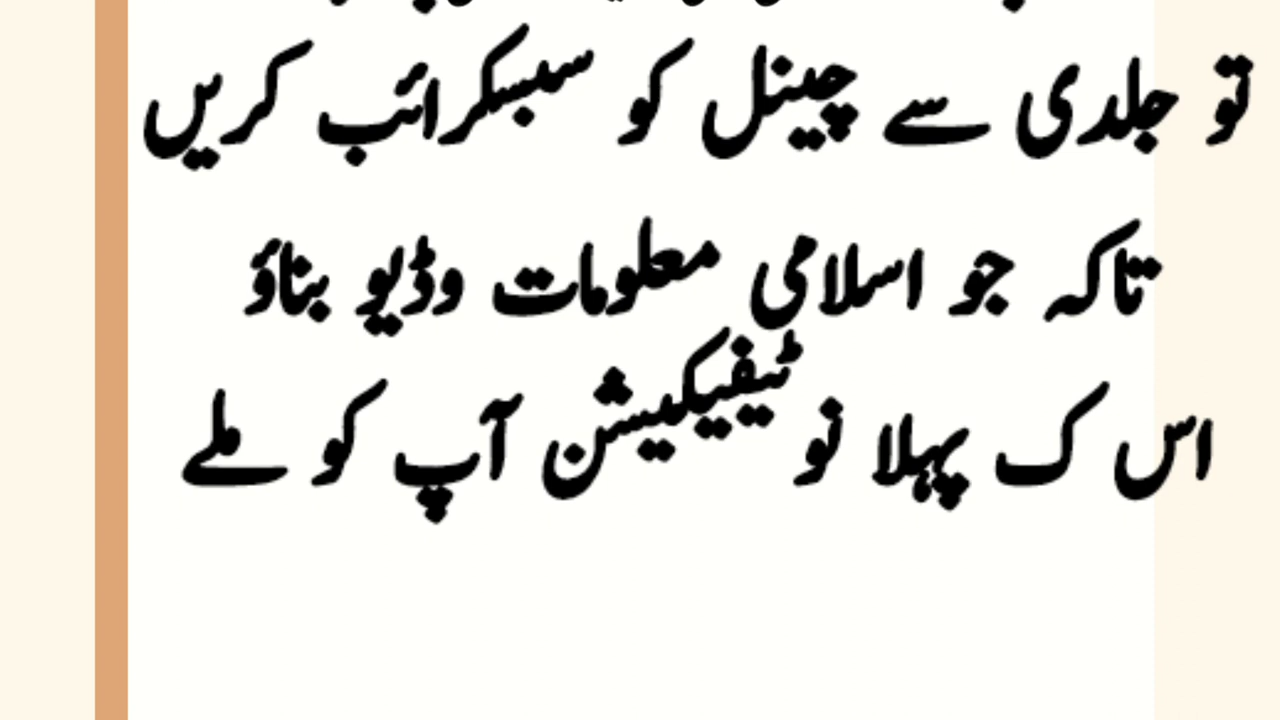 تو جلدی سے چینل کو سبسکرائب کریں
تاکہ جو اسلامی معلومات وڈیو بناؤ
اس ک پہلا نوٹیفیکیشن آپ کو ملے